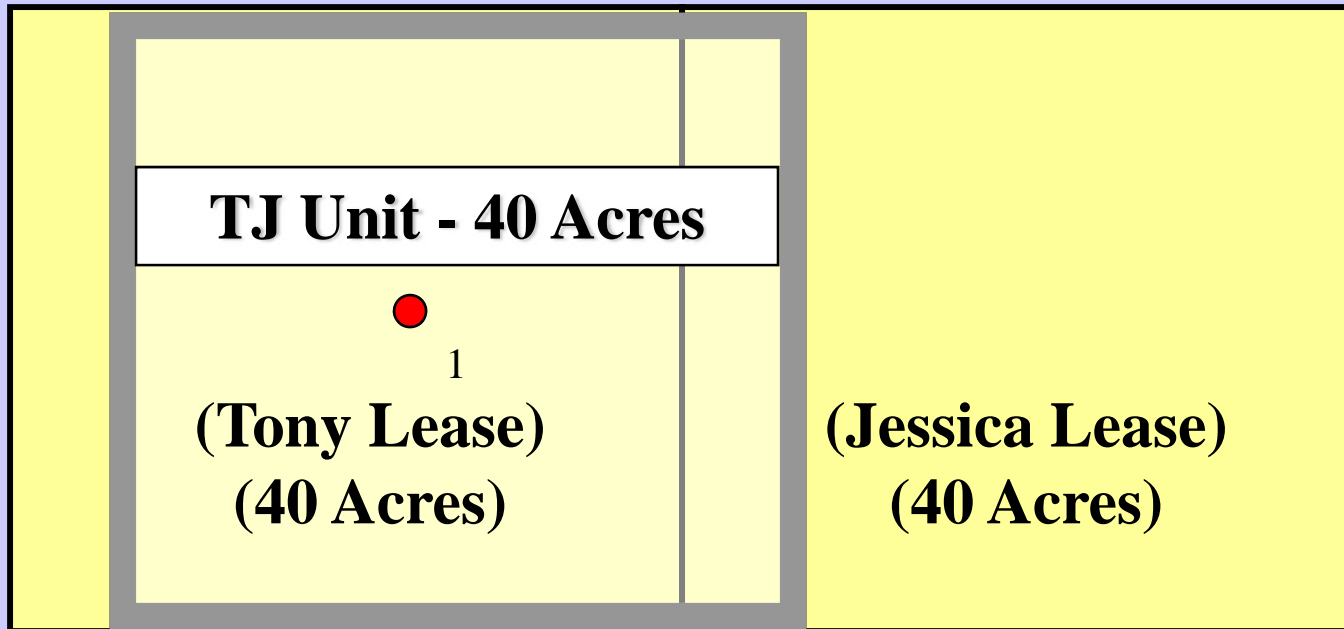 TJ Unit - 40 Acres
1
(Tony Lease)
(40 Acres)
(Jessica Lease)
(40 Acres)